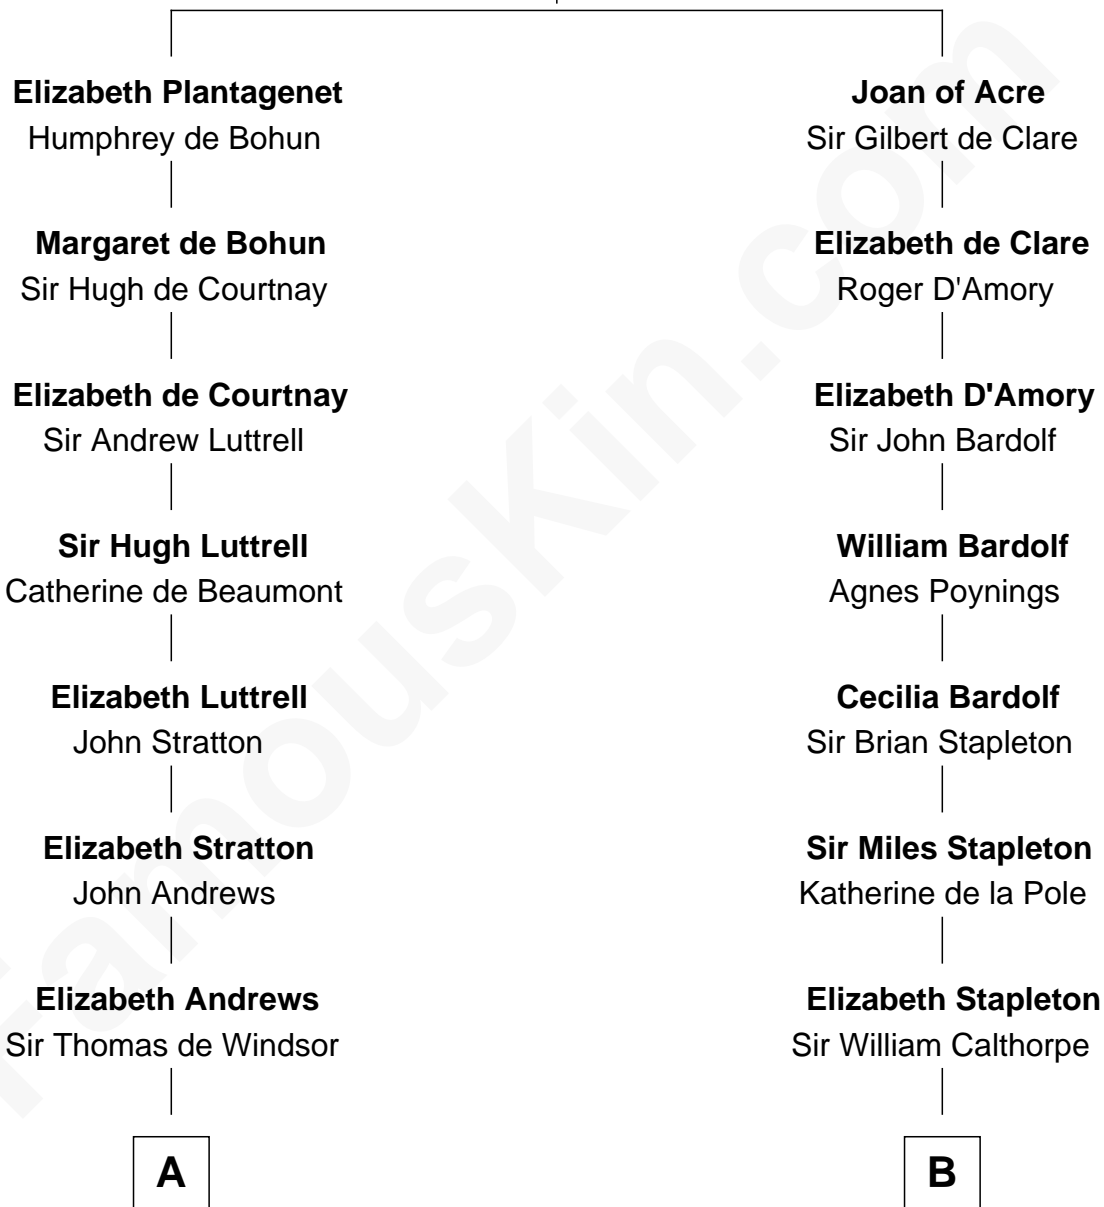 Elizabeth Plantagenet
Humphrey de Bohun
Joan of Acre
Sir Gilbert de Clare
Margaret de Bohun
Sir Hugh de Courtnay
Elizabeth de Clare
Roger D'Amory
Elizabeth de Courtnay
Sir Andrew Luttrell
Elizabeth D'Amory
Sir John Bardolf
Sir Hugh Luttrell
Catherine de Beaumont
William Bardolf
Agnes Poynings
Elizabeth Luttrell
John Stratton
Cecilia Bardolf
Sir Brian Stapleton
Elizabeth Stratton
John Andrews
Sir Miles Stapleton
Katherine de la Pole
Elizabeth Andrews
Sir Thomas de Windsor
Elizabeth Stapleton
Sir William Calthorpe
A
B
FamousKin.com